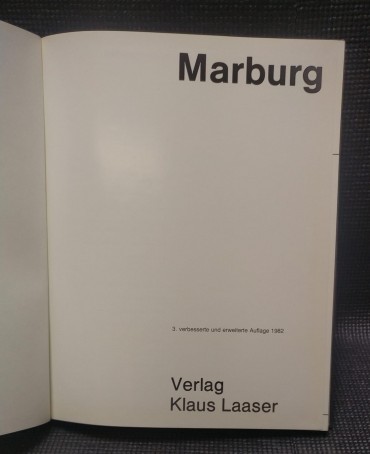 Marburg
3. verbesserte und erweiterte Auflage 1982
Verlag
Klaus Laaser